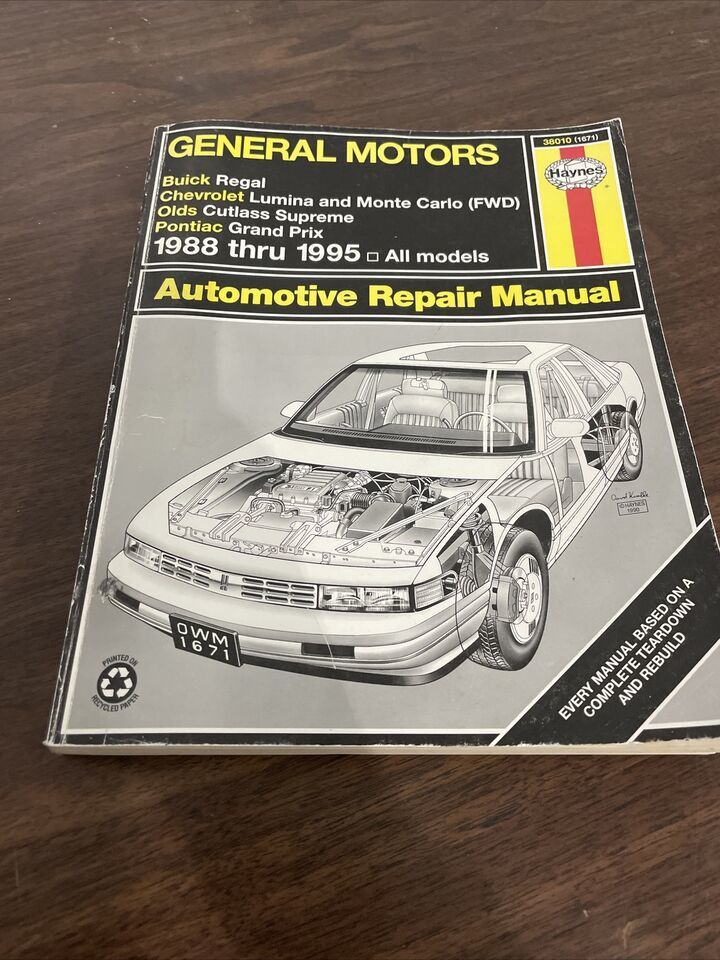 GENERAL MOTORS
Buick Regal
Chevrolet Lumina and Monte Carlo (FWD)
Olds Cutlass Supreme
Pontiac Grand Prix
1988 thru 1995 □ All models
38010 (1671)
Haynes
®
Automotive Repair Manual
© HAYNES
1990
OWM
1671
PRINTED ON
RECYCLED PAPER
EVERY MANUAL BASED ON A
COMPLETE TEARDOWN
AND REBUILD